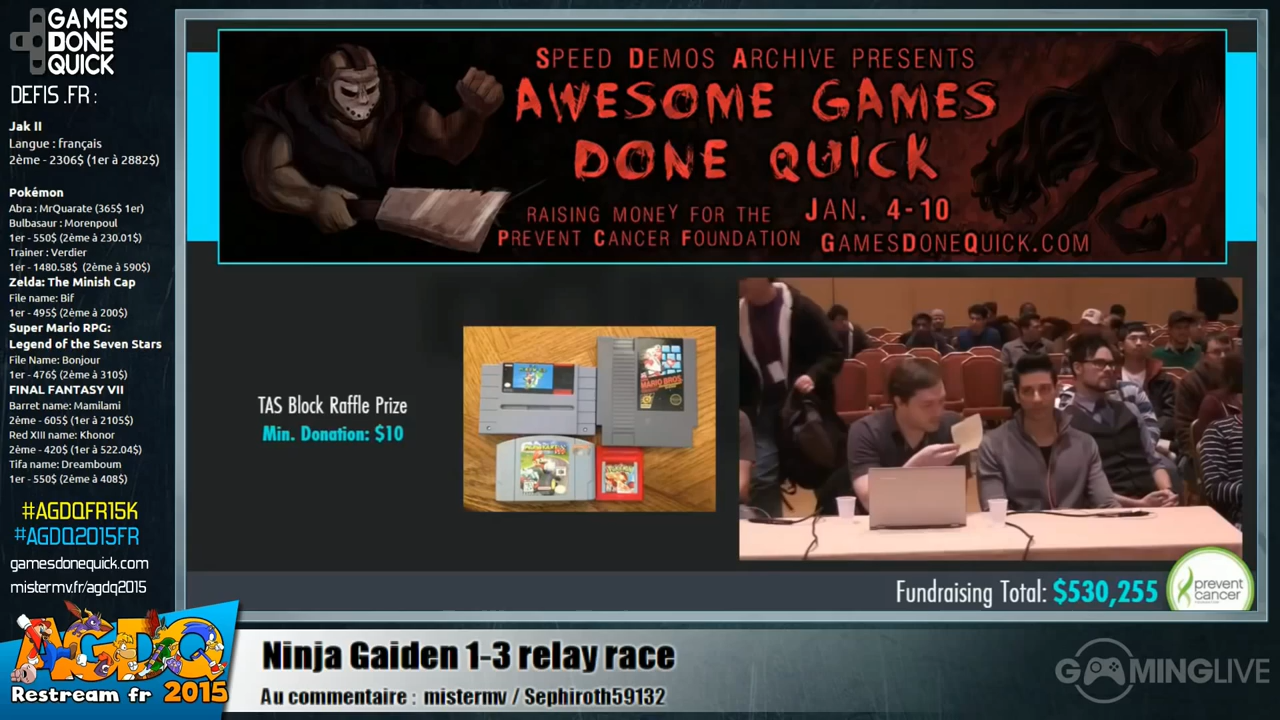 GAMES
DONE
QUICK
DEFIS .FR :
Jak II
Langue : français
2ème - 2306$ (1er à 2882$)
Pokémon
Abra : MrQuarate (365$ 1er)
Bulbasaur : Morenpoul
1er - 550$ (2ème à 230.01$)
Trainer : Verdier
1er - 1480.58$ (2ème à 590$)
Zelda: The Minish Cap
File name: Bif
1er - 495$ (2ème à 200$)
Super Mario RPG:
Legend of the Seven Stars
File Name: Bonjour
1er - 476$ (2ème à 310$)
FINAL FANTASY VII
Barret name: Mamilami
2ème - 605$ (1er à 2105$)
Red XIII name: Khonor
2ème - 420$ (1er à 522.04$)
Tifa name: Dreamboum
1er - 550$ (2ème à 408$)
#AGDQFR15K
#AGDQ2015FR
gamesdonequick.com
mistermv.fr/agdq2015
AGDQ
Restream fr 2015
SPEED DEMOS ARCHIVE PRESENTS
AWESOME GAMES
DONE QUICK
RAISING MONEY FOR THE
PREVENT CANCER FOUNDATION
JAN. 4-10
GAMESDONEQUICK.COM
TAS Block Raffle Prize
Min. Donation: $10
MARIO BROS.
Fundraising Total: $530,255
prevent
cancer
Ninja Gaiden 1-3 relay race
Au commentaire : mistermv / Sephiroth59132
GAMINGLIVE